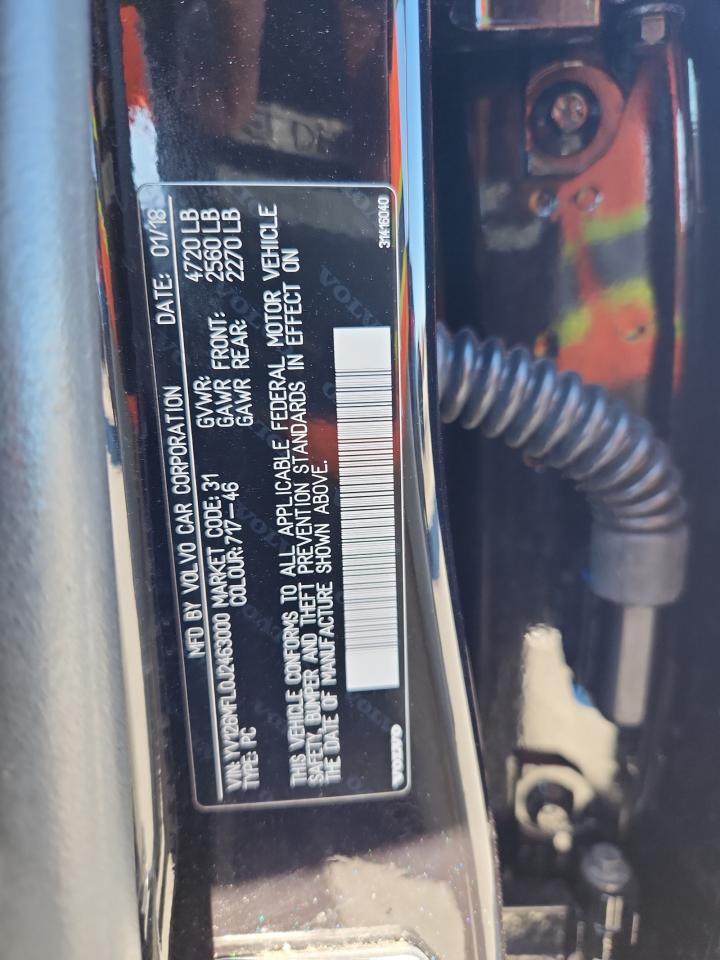 MFD BY VOLVO CAR CORPORATION DATE: 01/18
VIN: YV126MFL0J2463000 MARKET CODE: 31 GVWR: 4720 LB
TYPE: PC COLOUR: 717-46 GAWR FRONT: 2560 LB
GAWR REAR: 2270 LB
THIS VEHICLE CONFORMS TO ALL APPLICABLE FEDERAL MOTOR VEHICLE
SAFETY, BUMPER AND THEFT PREVENTION STANDARDS IN EFFECT ON
THE DATE OF MANUFACTURE SHOWN ABOVE.
VOLVO 31416040